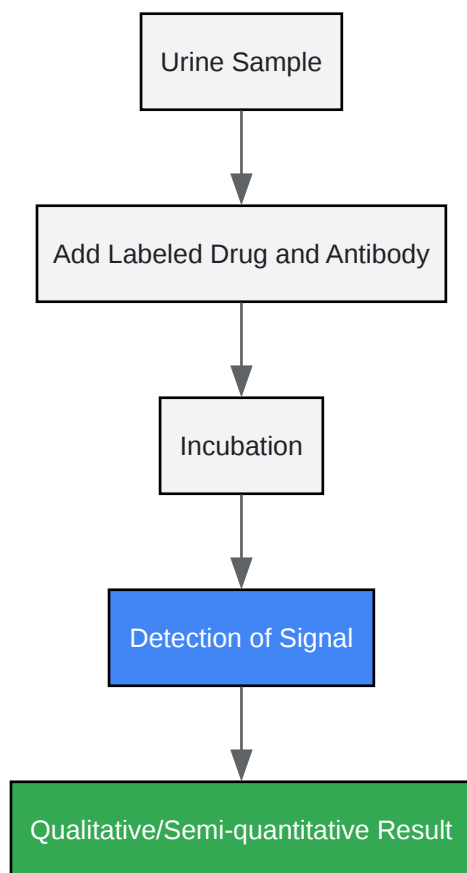 Urine Sample
Add Labeled Drug and Antibody
Incubation
Detection of Signal
Qualitative/Semi-quantitative Result